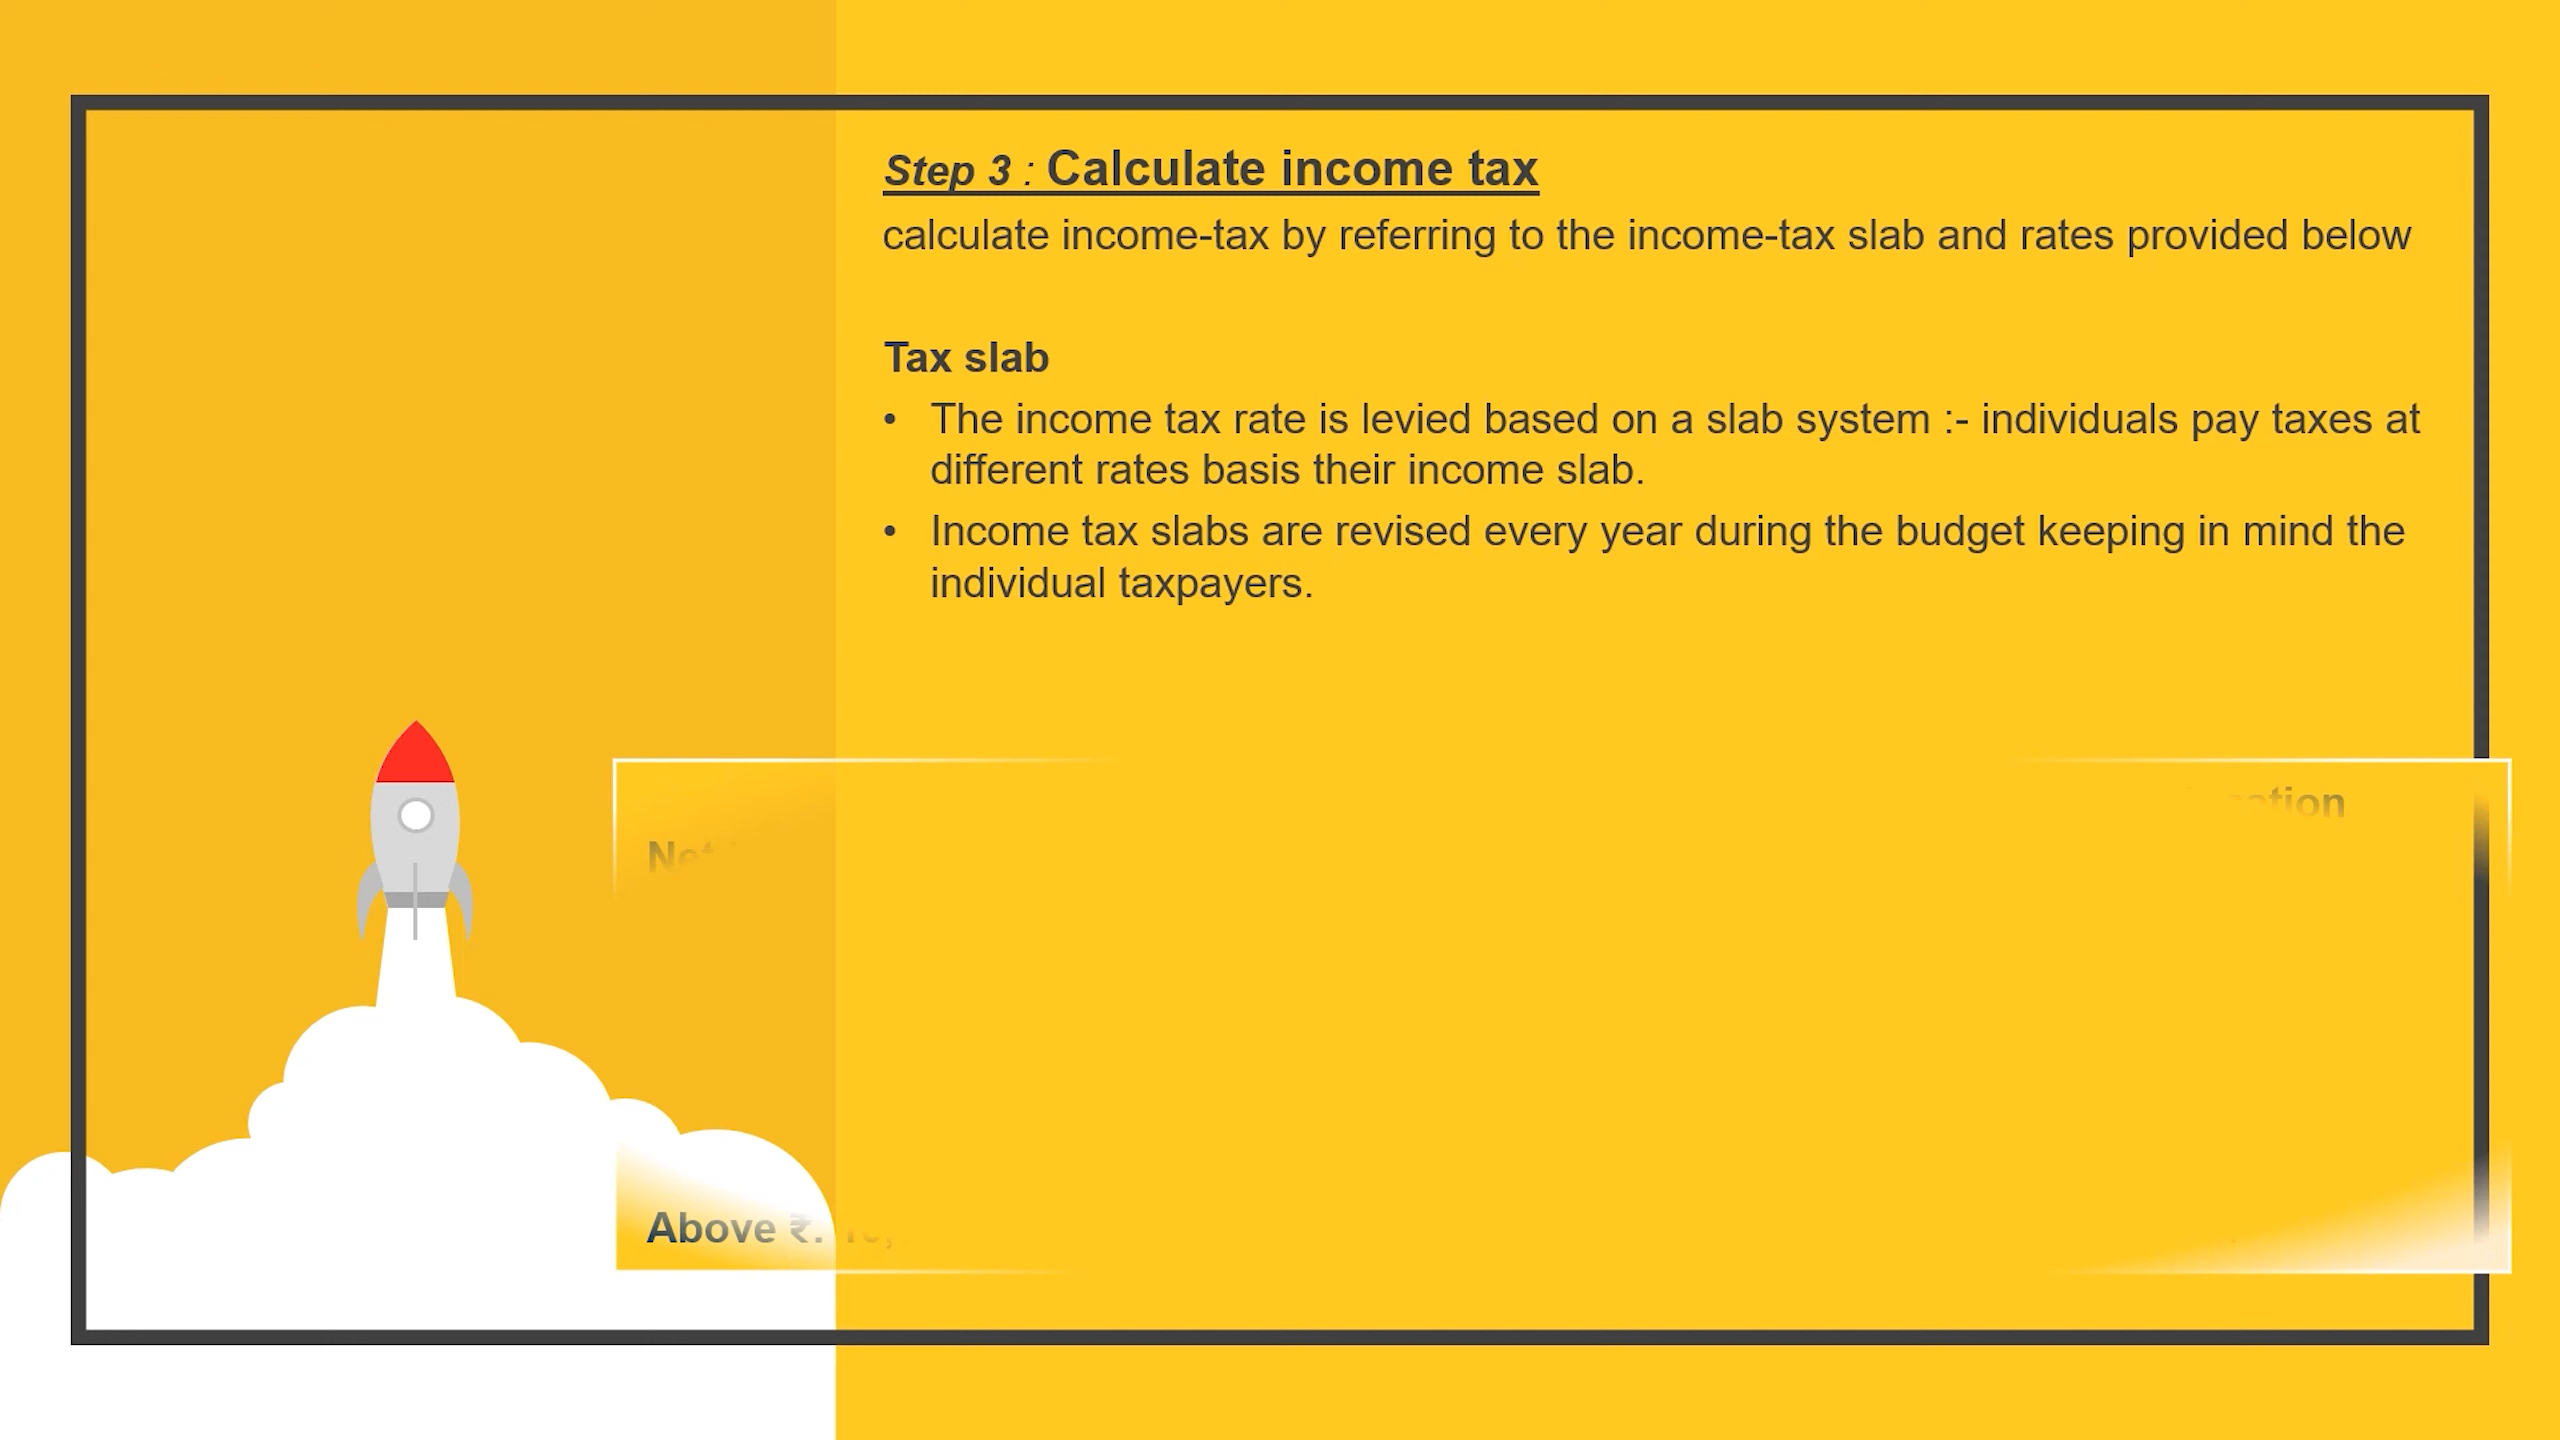 Step 3 : Calculate income tax
calculate income-tax by referring to the income-tax slab and rates provided below
Tax slab
• The income tax rate is levied based on a slab system :- individuals pay taxes at
different rates basis their income slab.
• Income tax slabs are revised every year during the budget keeping in mind the
individual taxpayers.
Net
Above ₹.